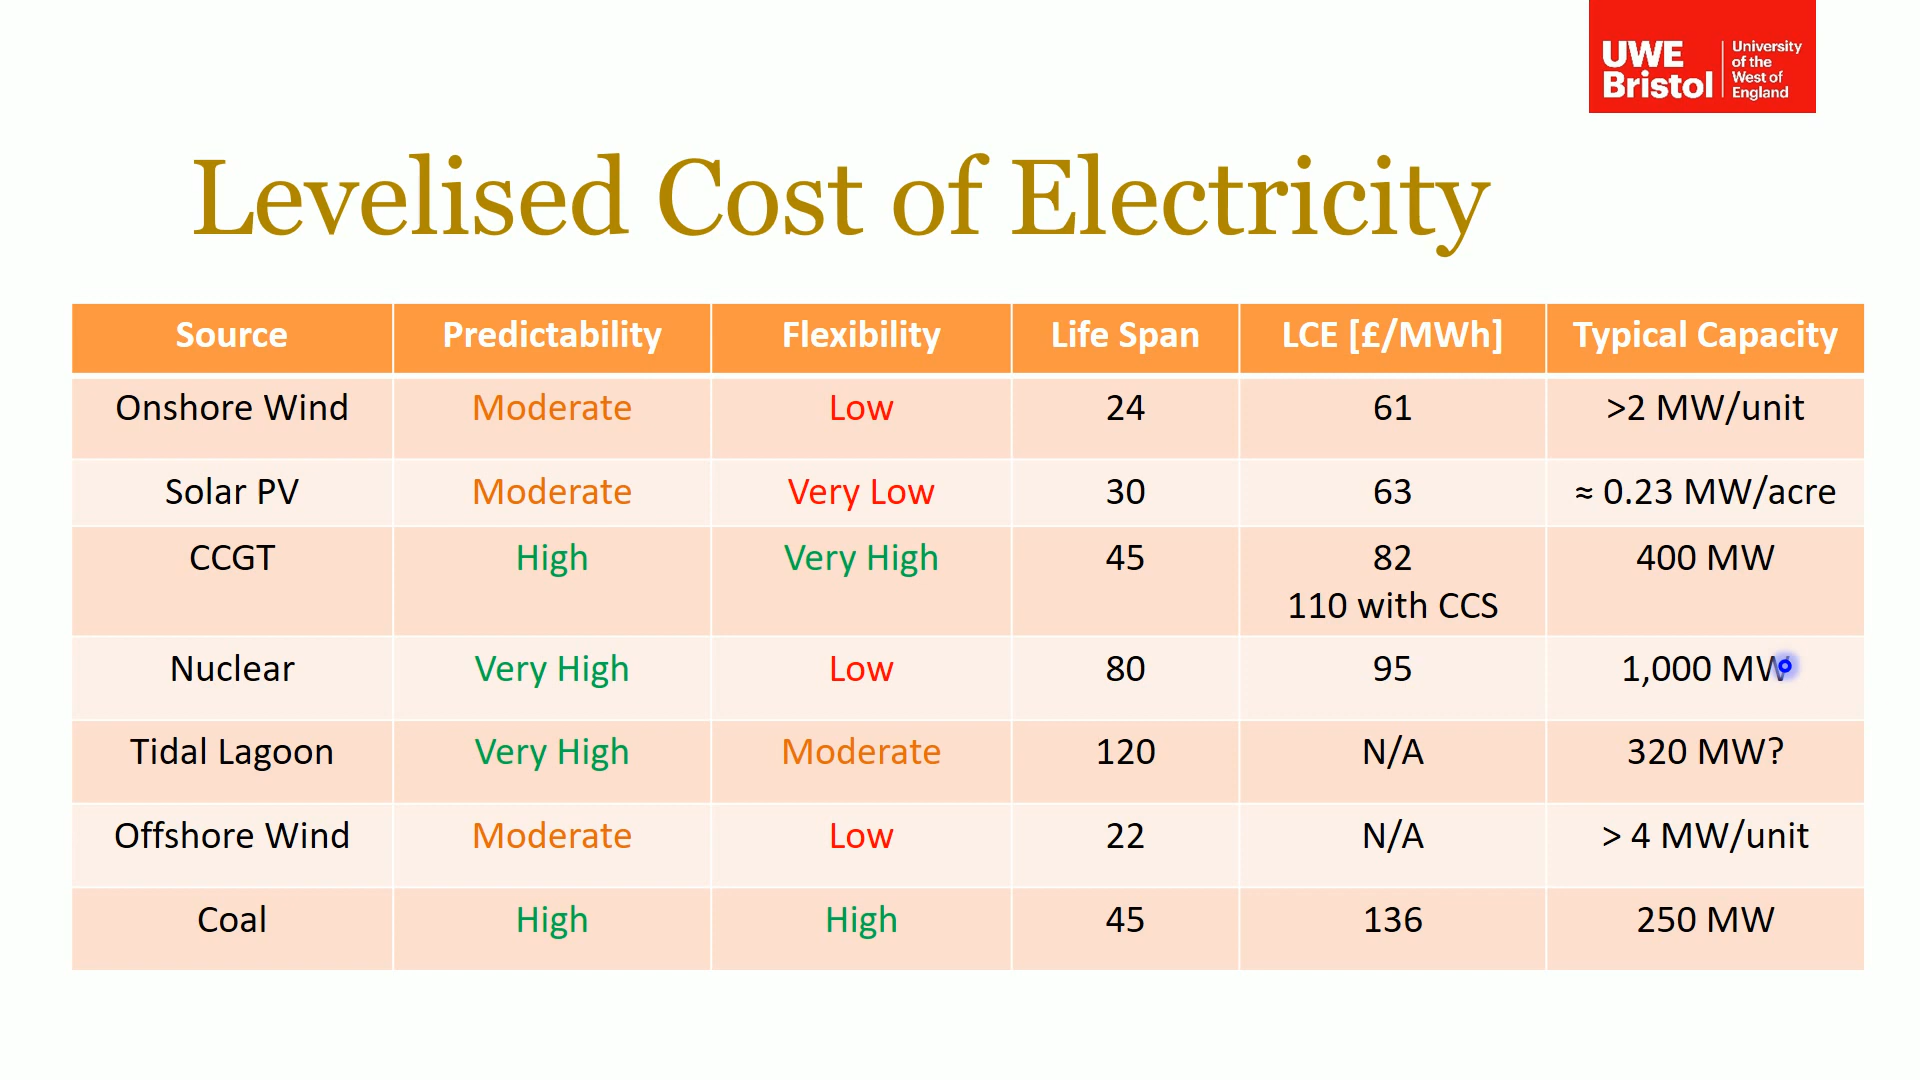 UWE
Bristol
University
of the
West of
England
Levelised Cost of Electricity
Source Predictability Flexibility Life Span LCE [£/MWh] Typical Capacity
Onshore Wind Moderate Low 24 61 >2 MW/unit
Solar PV Moderate Very Low 30 63 ≈ 0.23 MW/acre
CCGT High Very High 45 82 400 MW
110 with CCS
Nuclear Very High Low 80 95 1,000 MW
Tidal Lagoon Very High Moderate 120 N/A 320 MW?
Offshore Wind Moderate Low 22 N/A > 4 MW/unit
Coal High High 45 136 250 MW